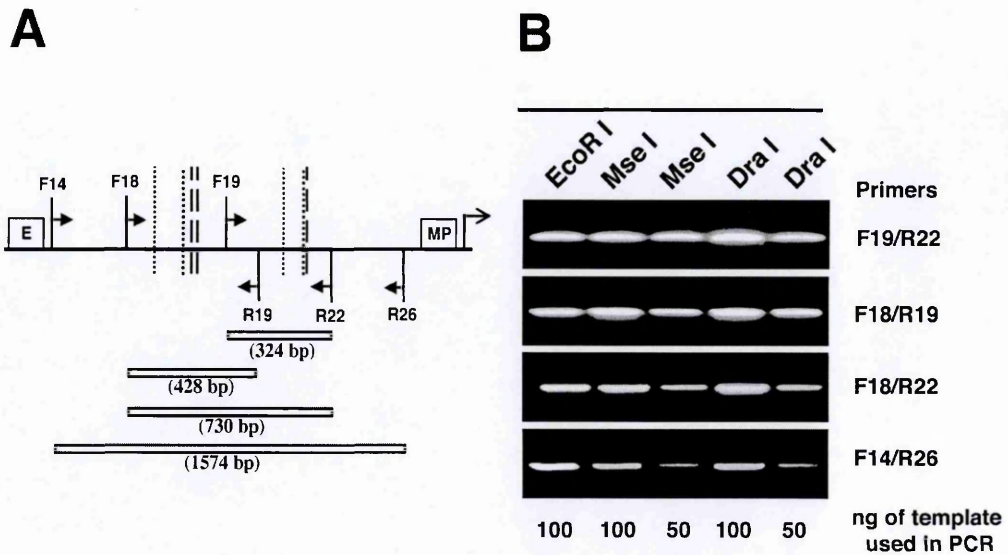 A
F14
F18
F19
E
MP
R19
R22
R26
(324 bp)
(428 bp)
(730 bp)
(1574 bp)
B
EcoR I
Mse I
Mse I
Dra I
Dra I
Primers
F19/R22
F18/R19
F18/R22
F14/R26
100 100 50 100 50
ng of template
used in PCR